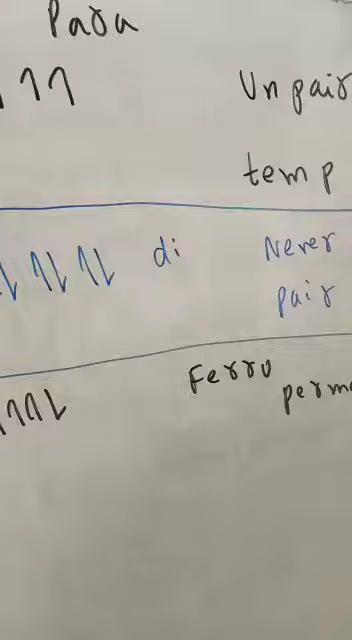 Para
↿↿ Unpair
temp
⥮ ⥮ di Never
pair
Ferro
perm